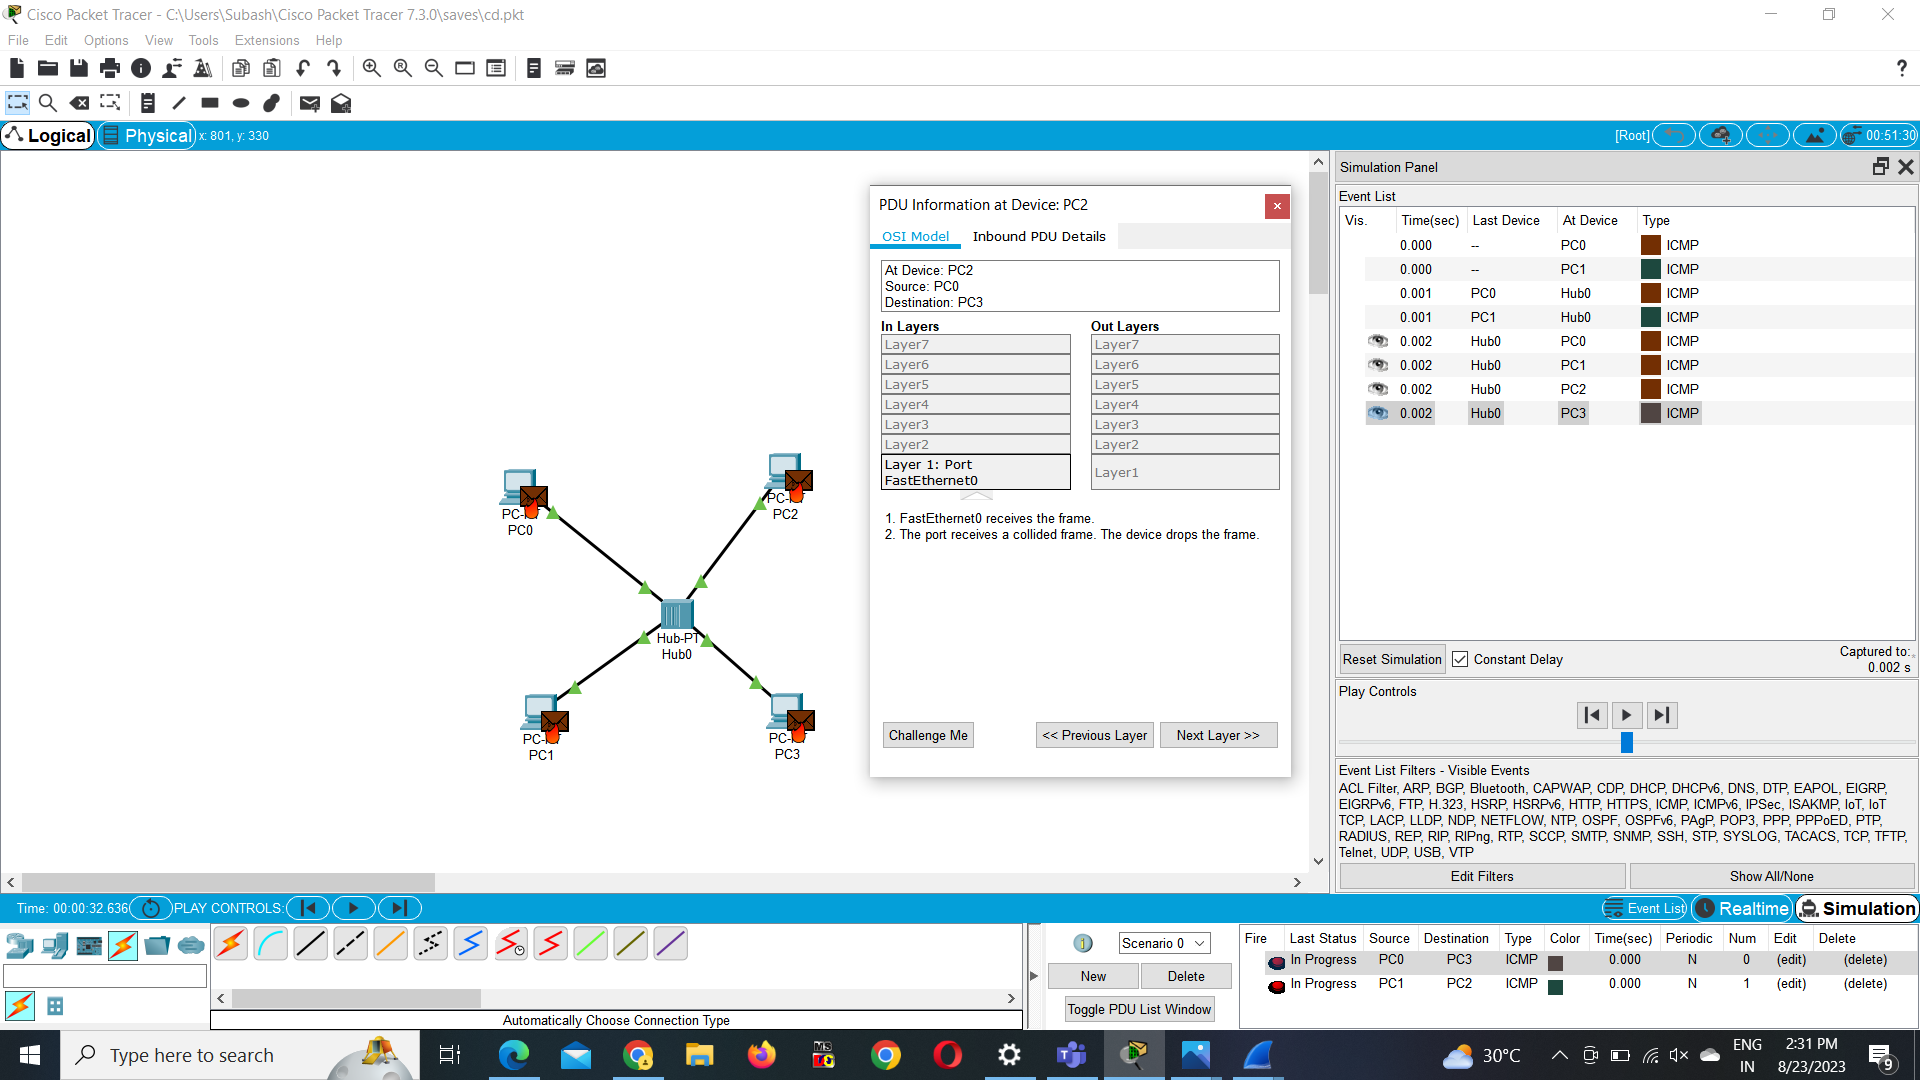 Cisco Packet Tracer - C:\Users\Subash\Cisco Packet Tracer 7.3.0\saves\cd.pkt
File Edit Options View Tools Extensions Help
Logical Physical x: 801, y: 330 [Root] 00:51:30
PC-PT
PC0
PC-PT
PC2
Hub-PT
Hub0
PC-PT
PC1
PC-PT
PC3
PDU Information at Device: PC2
OSI Model Inbound PDU Details
At Device: PC2
Source: PC0
Destination: PC3
In Layers Out Layers
Layer7 Layer7
Layer6 Layer6
Layer5 Layer5
Layer4 Layer4
Layer3 Layer3
Layer2 Layer2
Layer 1: Port
FastEthernet0
Layer1
1. FastEthernet0 receives the frame.
2. The port receives a collided frame. The device drops the frame.
Challenge Me << Previous Layer Next Layer >>
Simulation Panel
Event List
Vis. Time(sec) Last Device At Device Type
0.000 -- PC0 ICMP
0.000 -- PC1 ICMP
0.001 PC0 Hub0 ICMP
0.001 PC1 Hub0 ICMP
0.002 Hub0 PC0 ICMP
0.002 Hub0 PC1 ICMP
0.002 Hub0 PC2 ICMP
0.002 Hub0 PC3 ICMP
Reset Simulation Constant Delay
Captured to:
0.002 s
Play Controls
Event List Filters - Visible Events
ACL Filter, ARP, BGP, Bluetooth, CAPWAP, CDP, DHCP, DHCPv6, DNS, DTP, EAPOL, EIGRP,
EIGRPv6, FTP, H.323, HSRP, HSRPv6, HTTP, HTTPS, ICMP, ICMPv6, IPSec, ISAKMP, IoT, IoT
TCP, LACP, LLDP, NDP, NETFLOW, NTP, OSPF, OSPFv6, PAgP, POP3, PPP, PPPoED, PTP,
RADIUS, REP, RIP, RIPng, RTP, SCCP, SMTP, SNMP, SSH, STP, SYSLOG, TACACS, TCP, TFTP,
Telnet, UDP, USB, VTP
Edit Filters Show All/None
Time: 00:00:32.636 PLAY CONTROLS: Event List Realtime Simulation
Automatically Choose Connection Type
Scenario 0
New Delete
Toggle PDU List Window
Fire Last Status Source Destination Type Color Time(sec) Periodic Num Edit Delete
In Progress PC0 PC3 ICMP 0.000 N 0 (edit) (delete)
In Progress PC1 PC2 ICMP 0.000 N 1 (edit) (delete)
Type here to search
30°C
ENG
IN
2:31 PM
8/23/2023
9